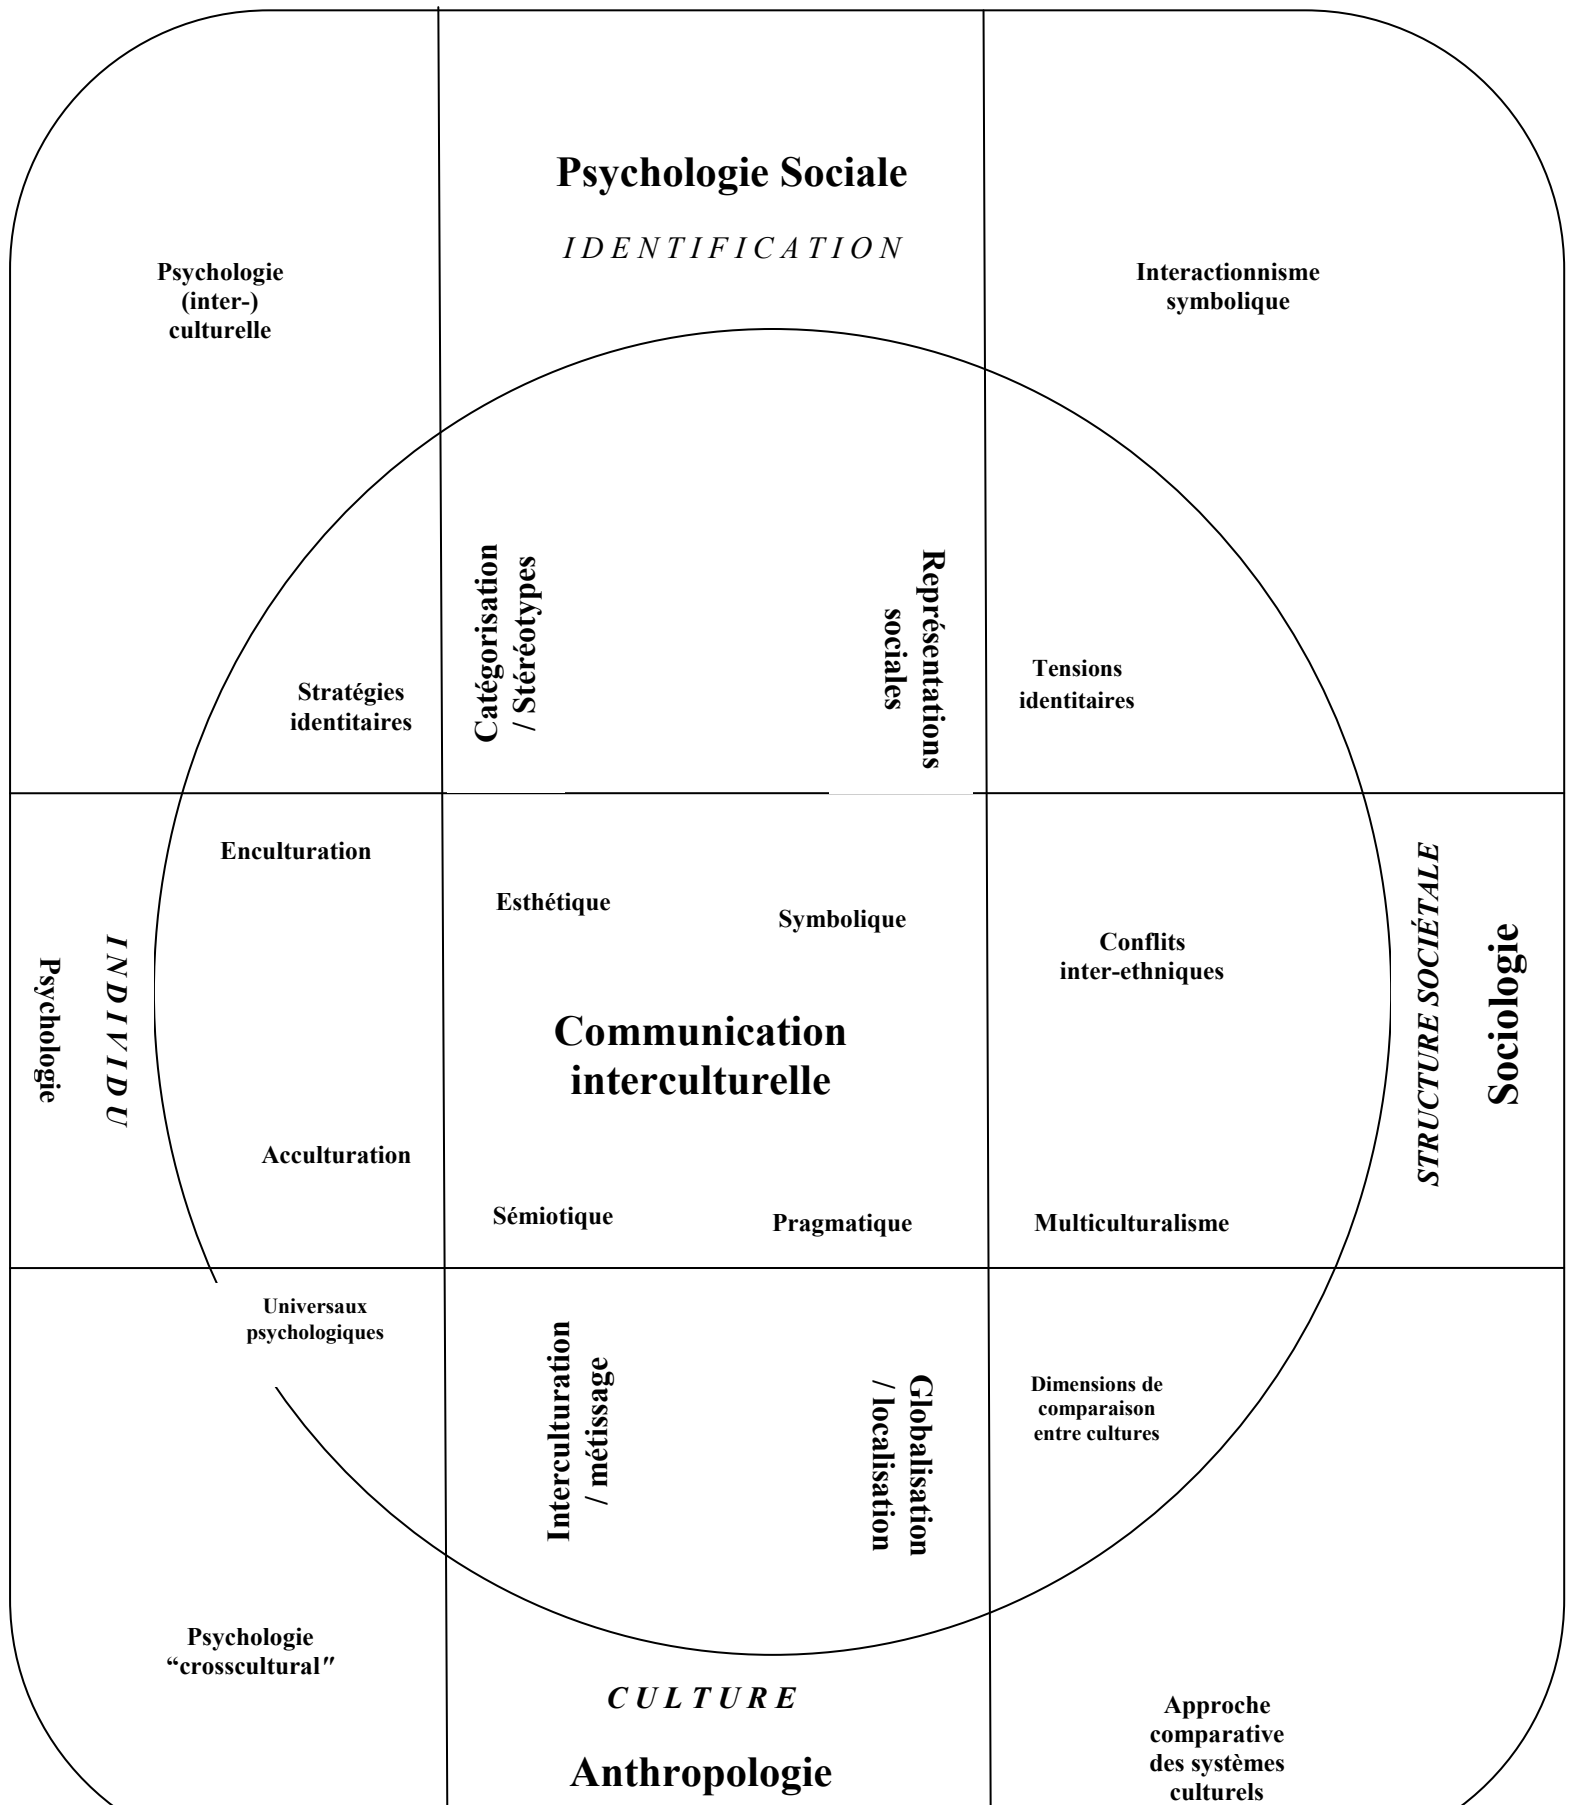 Psychologie Sociale
IDENTIFICATION
Psychologie
(inter-)
culturelle
Interactionnisme
symbolique
Catégorisation
/ Stéréotypes
Représentations
sociales
Stratégies
identitaires
Tensions
identitaires
Enculturation
Esthétique
Symbolique
Conflits
inter-ethniques
Psychologie
INDIVIDU
STRUCTURE SOCIÉTALE
Sociologie
Communication
interculturelle
Acculturation
Sémiotique
Pragmatique
Multiculturalisme
Universaux
psychologiques
Interculturation
/ métissage
Globalisation
/ localisation
Dimensions de
comparaison
entre cultures
Psychologie
“crosscultural"
CULTURE
Anthropologie
Approche
comparative
des systèmes
culturels